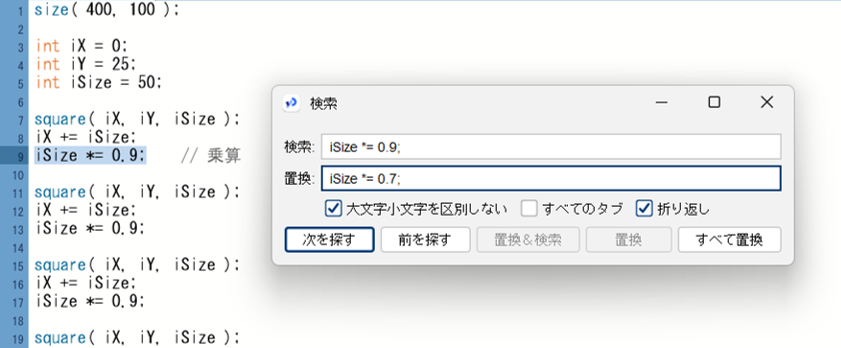 1 size( 400, 100 );
2
3 int iX = 0;
4 int iY = 25;
5 int iSize = 50;
6
7 square( iX, iY, iSize );
8 iX += iSize;
9 iSize *= 0.9; // 乗算
10
11 square( iX, iY, iSize );
12 iX += iSize;
13 iSize *= 0.9;
14
15 square( iX, iY, iSize );
16 iX += iSize;
17 iSize *= 0.9;
18
19 square( iX, iY, iSize );
検索
検索: iSize *= 0.9;
置換: iSize *= 0.7;
大文字小文字を区別しない すべてのタブ 折り返し
次を探す 前を探す 置換＆検索 置換 すべて置換